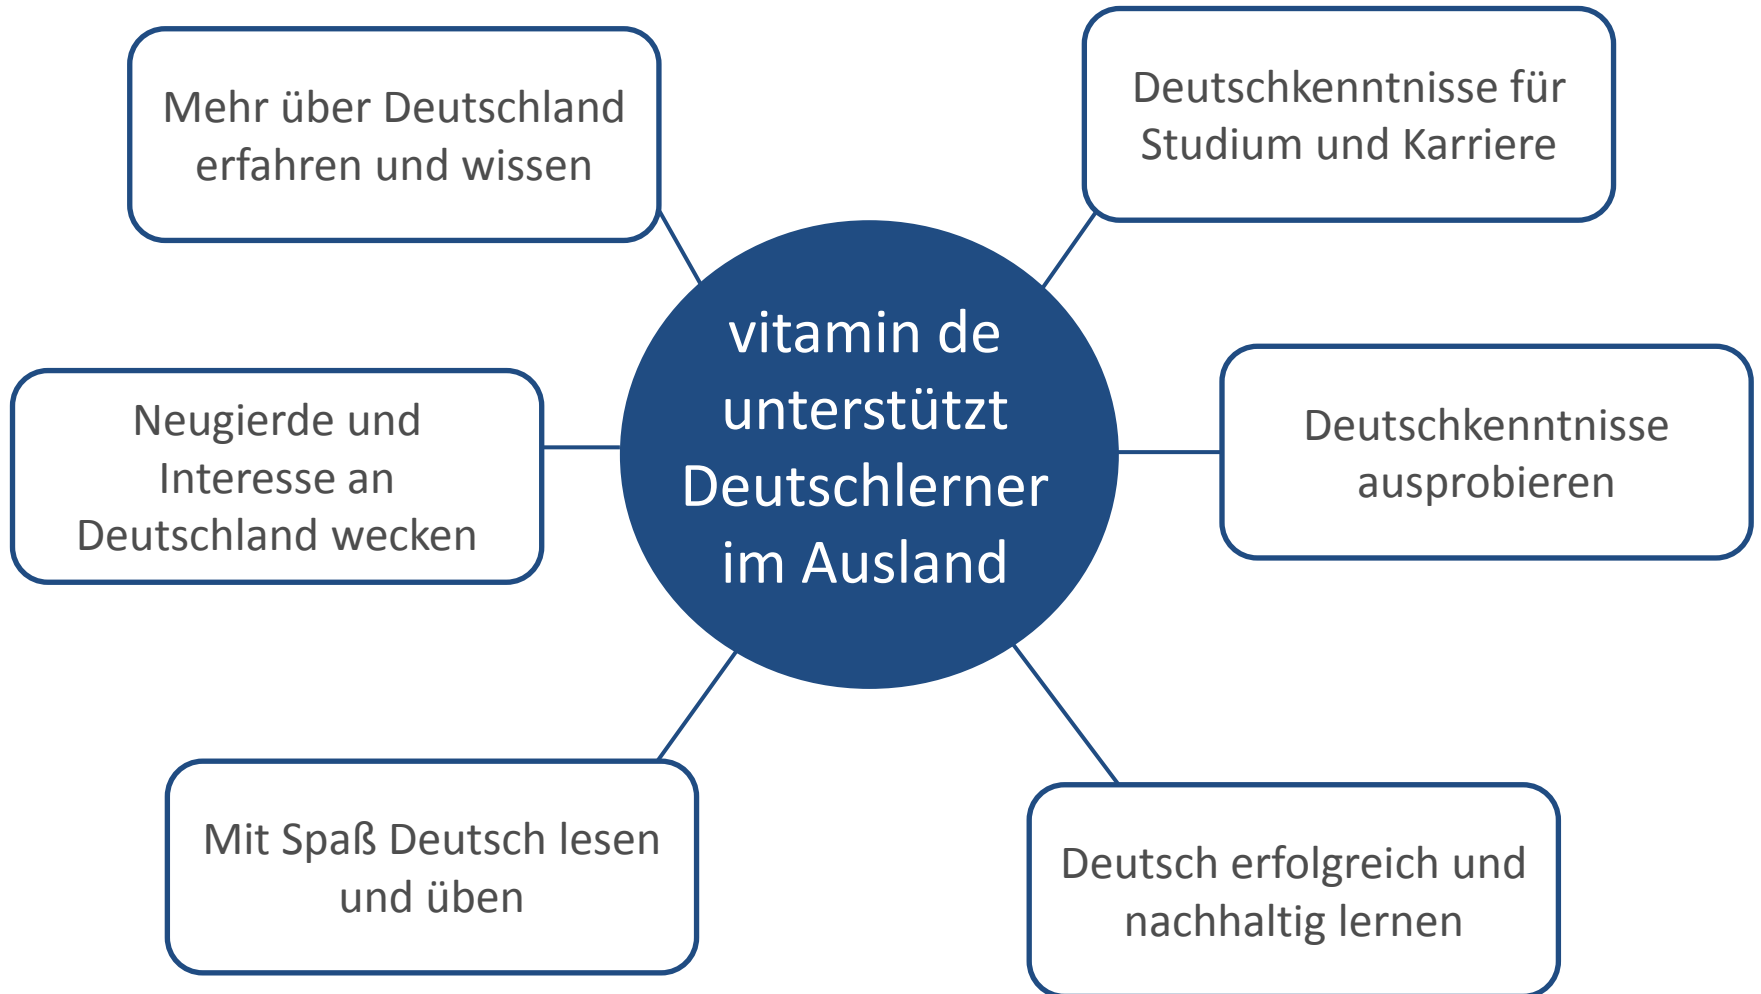 Mehr über Deutschland
erfahren und wissen
Deutschkenntnisse für
Studium und Karriere
vitamin de
unterstützt
Deutschlerner
im Ausland
Neugierde und
Interesse an
Deutschland wecken
Deutschkenntnisse
ausprobieren
Mit Spaß Deutsch lesen
und üben
Deutsch erfolgreich und
nachhaltig lernen